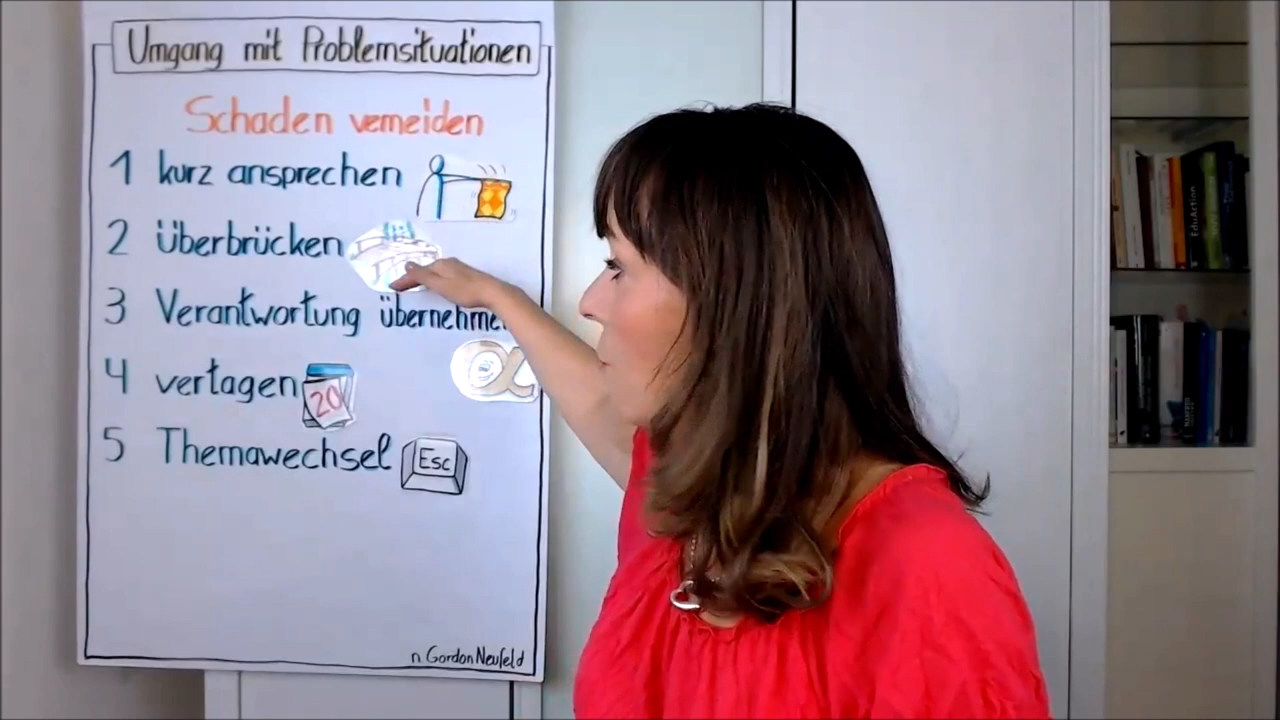 Umgang mit Problemsituationen
Schaden vermeiden
1 kurz ansprechen
2 überbrücken
3 Verantwortung übernehmen
4 vertagen 20
5 Themawechsel Esc
n. Gordon Neufeld
EduAction